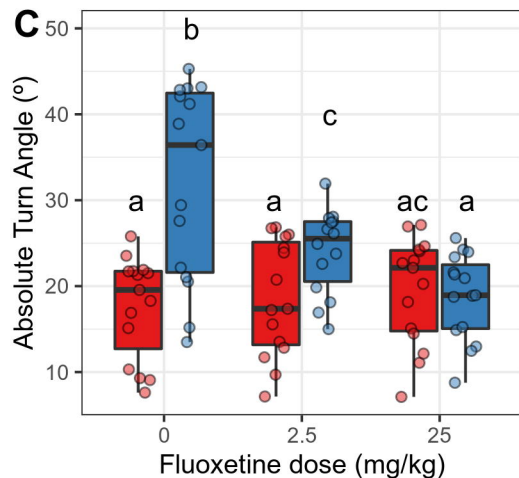 C
Absolute Turn Angle (º)
50
40
30
20
10
a
b
a
c
ac
a
0
2.5
25
Fluoxetine dose (mg/kg)